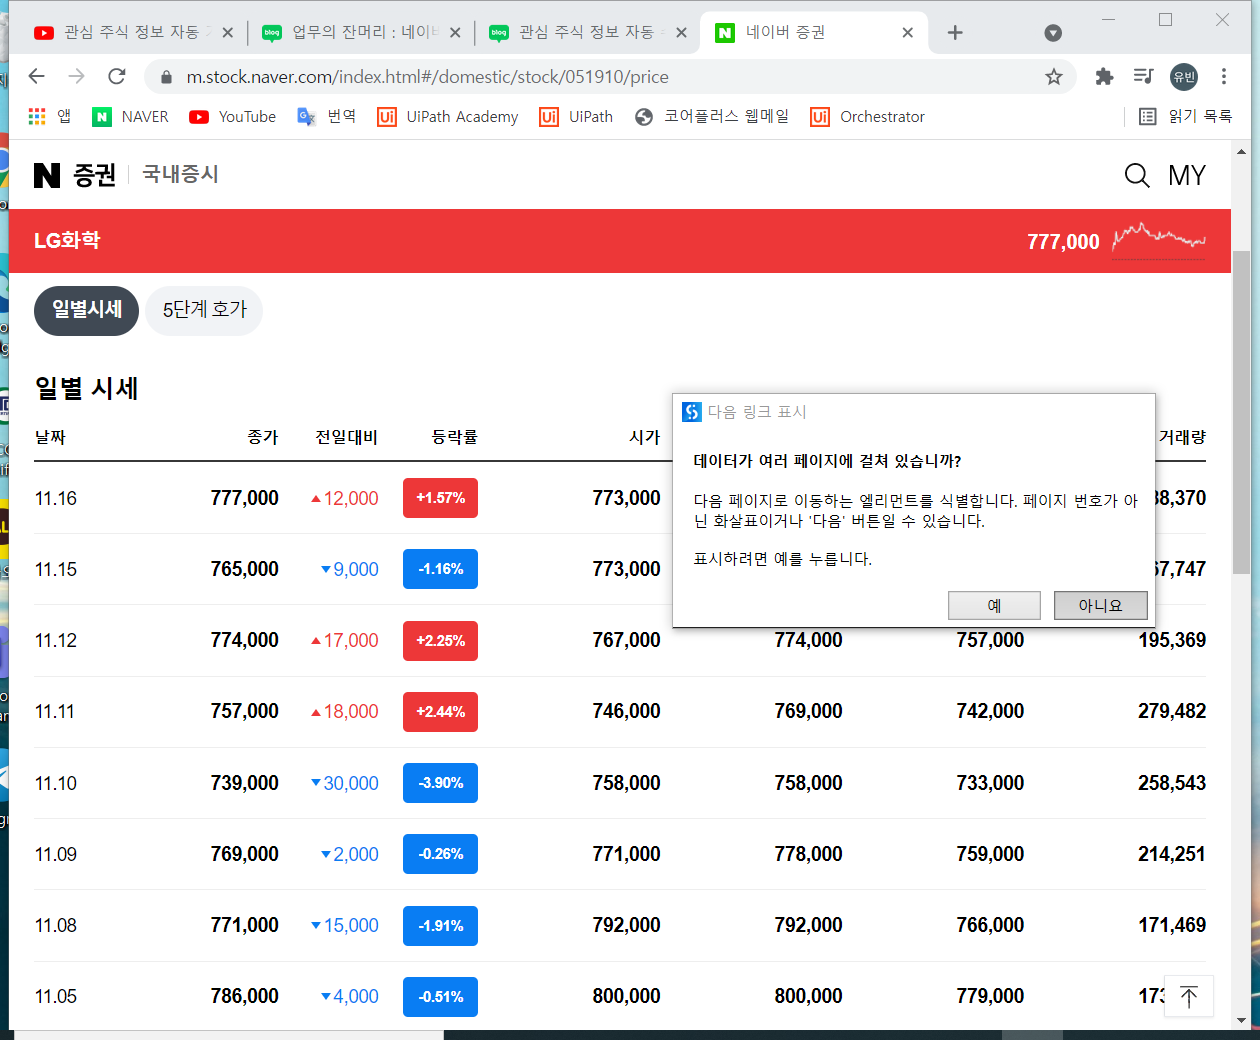 관심 주식 정보 자동
업무의 잔머리 : 네이버
관심 주식 정보 자동
네이버 증권
m.stock.naver.com/index.html#/domestic/stock/051910/price
유빈
앱 NAVER YouTube 번역 UiPath Academy UiPath 코어플러스 웹메일 Orchestrator 읽기 목록
N 증권 국내증시 MY
LG화학 777,000
일별시세 5단계 호가
일별 시세
날짜 종가 전일대비 등락률 시가 거래량
11.16 777,000 ▲12,000 +1.57% 773,000 38,370
11.15 765,000 ▼9,000 -1.16% 773,000 67,747
다음 링크 표시
데이터가 여러 페이지에 걸쳐 있습니까?
다음 페이지로 이동하는 엘리먼트를 식별합니다. 페이지 번호가 아
닌 화살표이거나 '다음' 버튼일 수 있습니다.
표시하려면 예를 누릅니다.
예 아니요
11.12 774,000 ▲17,000 +2.25% 767,000 774,000 757,000 195,369
11.11 757,000 ▲18,000 +2.44% 746,000 769,000 742,000 279,482
11.10 739,000 ▼30,000 -3.90% 758,000 758,000 733,000 258,543
11.09 769,000 ▼2,000 -0.26% 771,000 778,000 759,000 214,251
11.08 771,000 ▼15,000 -1.91% 792,000 792,000 766,000 171,469
11.05 786,000 ▼4,000 -0.51% 800,000 800,000 779,000 173